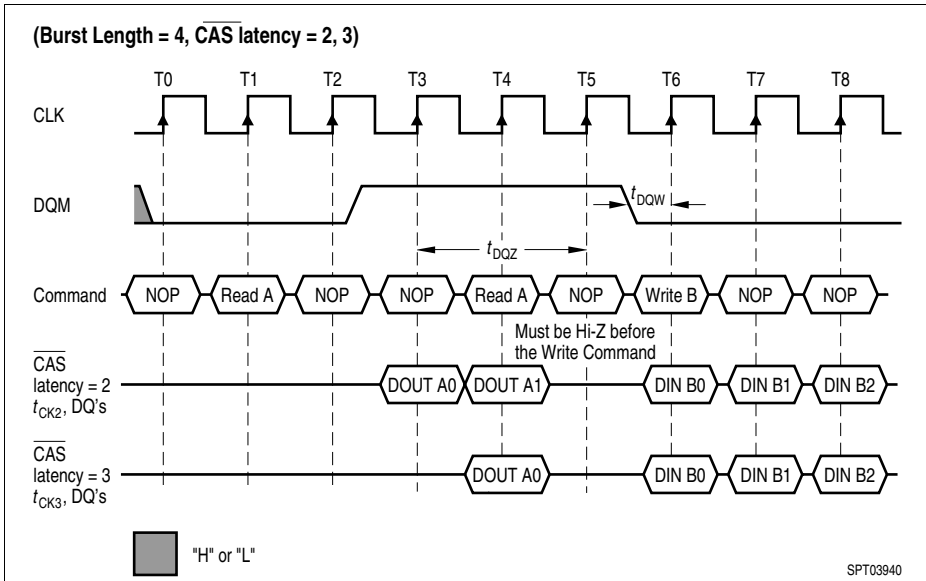 (Burst Length = 4, CAS latency = 2, 3)
T0 T1 T2 T3 T4 T5 T6 T7 T8
CLK
DQM
tDQW
tDQZ
Command NOP Read A NOP NOP Read A NOP Write B NOP NOP
Must be Hi-Z before
the Write Command
CAS
latency = 2
tCK2, DQ's
DOUT A0 DOUT A1 DIN B0 DIN B1 DIN B2
CAS
latency = 3
tCK3, DQ's
DOUT A0 DIN B0 DIN B1 DIN B2
"H" or "L"
SPT03940